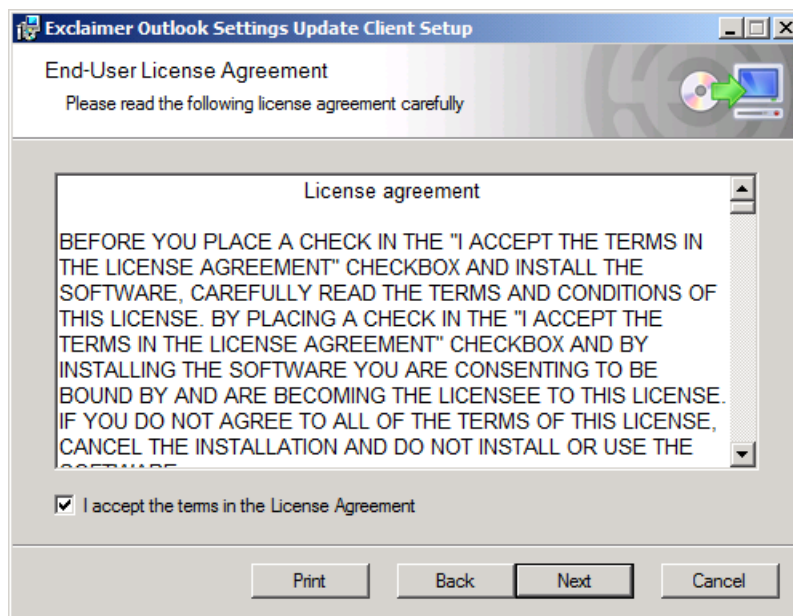 Exclaimer Outlook Settings Update Client Setup
End-User License Agreement
Please read the following license agreement carefully
License agreement
BEFORE YOU PLACE A CHECK IN THE "I ACCEPT THE TERMS IN
THE LICENSE AGREEMENT" CHECKBOX AND INSTALL THE
SOFTWARE, CAREFULLY READ THE TERMS AND CONDITIONS OF
THIS LICENSE. BY PLACING A CHECK IN THE "I ACCEPT THE
TERMS IN THE LICENSE AGREEMENT" CHECKBOX AND BY
INSTALLING THE SOFTWARE YOU ARE CONSENTING TO BE
BOUND BY AND ARE BECOMING THE LICENSEE TO THIS LICENSE.
IF YOU DO NOT AGREE TO ALL OF THE TERMS OF THIS LICENSE,
CANCEL THE INSTALLATION AND DO NOT INSTALL OR USE THE
I accept the terms in the License Agreement
Print Back Next Cancel